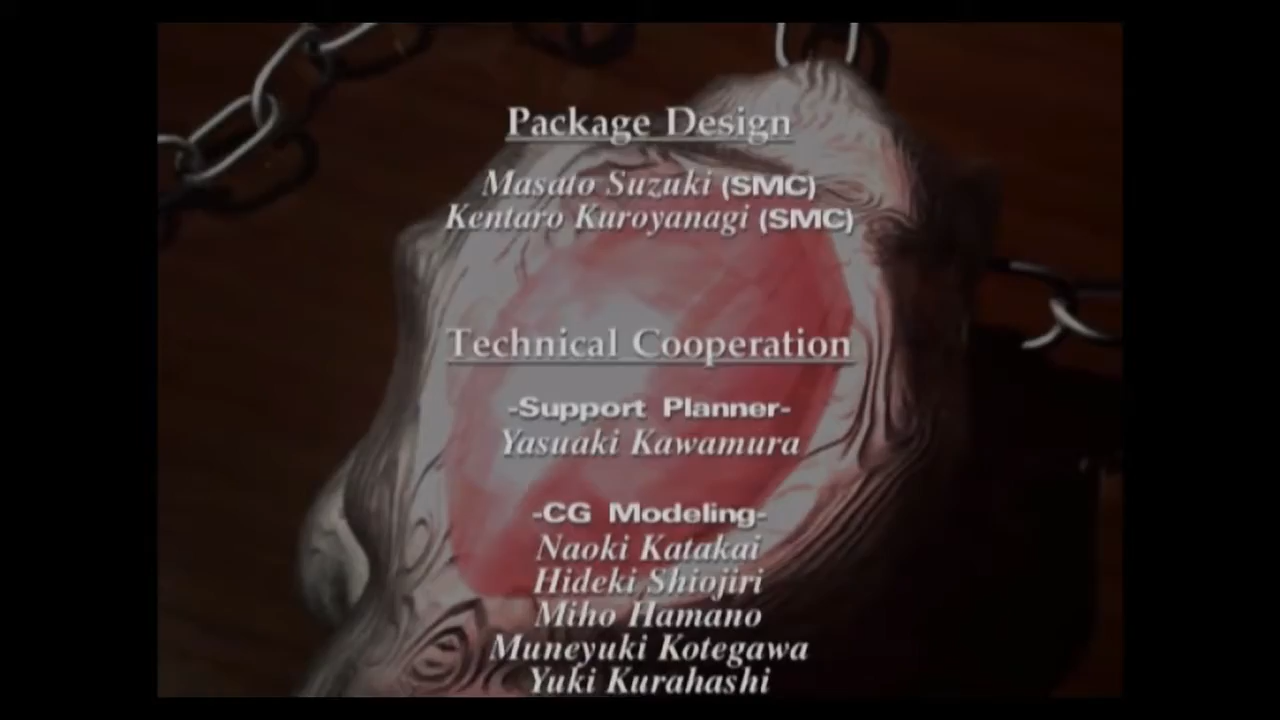 Package Design
Masato Suzuki (SMC)
Kentaro Kuroyanagi (SMC)
Technical Cooperation
-Support Planner-
Yasuaki Kawamura
-CG Modeling-
Naoki Katakai
Hideki Shiojiri
Miho Hamano
Muneyuki Kotegawa
Yuki Kurahashi